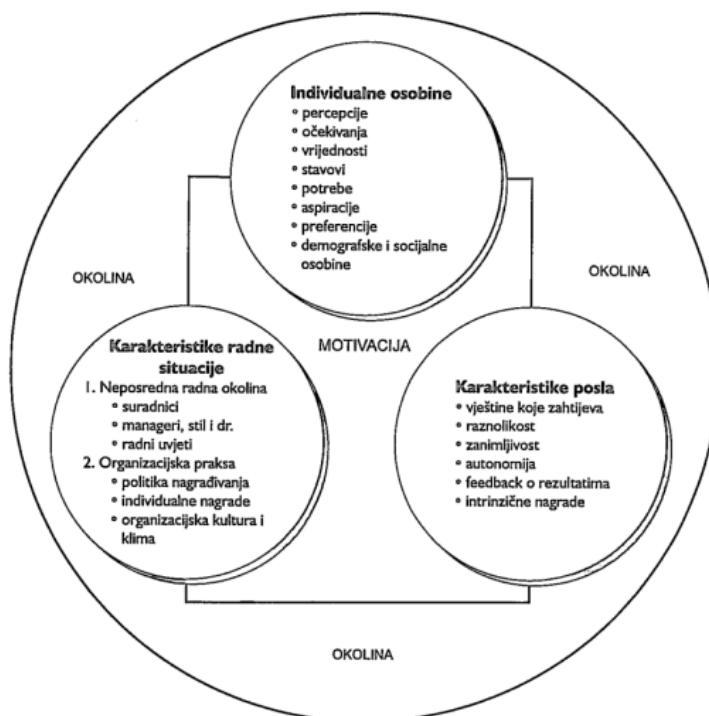 Individualne osobine
° percepcije
° očekivanja
° vrijednosti
° stavovi
° potrebe
° aspiracije
° preferencije
° demografske i socijalne
osobine
OKOLINA
OKOLINA
MOTIVACIJA
Karakteristike radne
situacije
1. Neposredna radna okolina
° suradnici
° manageri, stil i dr.
° radni uvjeti
2. Organizacijska praksa
° politika nagrađivanja
° individualne nagrade
° organizacijska kultura i
klima
Karakteristike posla
° vještine koje zahtijeva
° raznolikost
° zanimljivost
° autonomija
° feedback o rezultatima
° intrinzične nagrade
OKOLINA